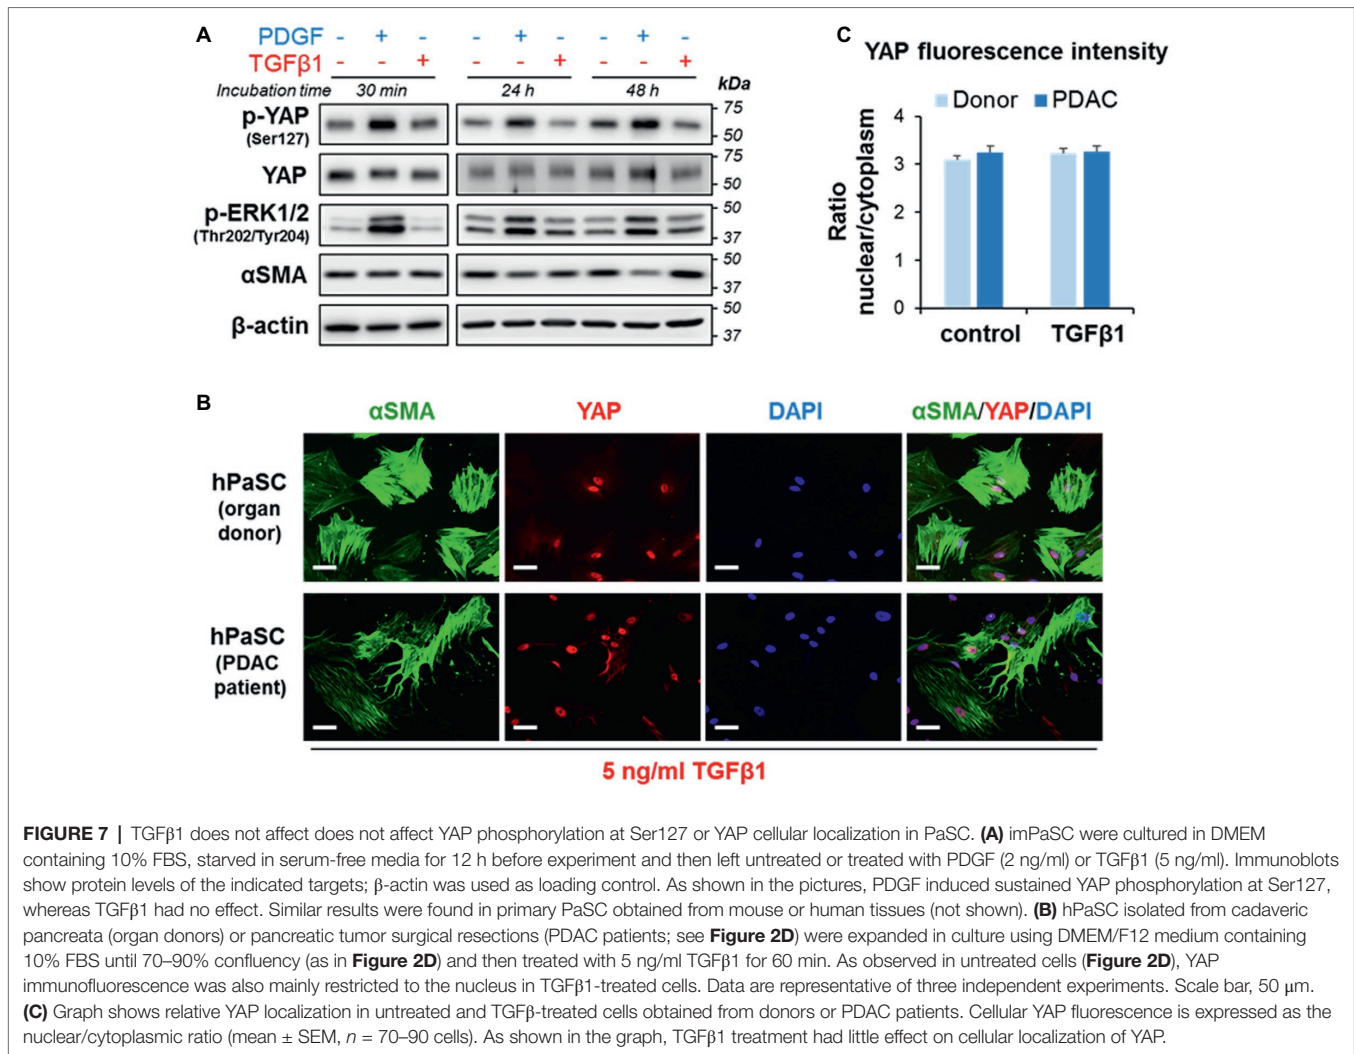 A
PDGF - + - - + - - + -
TGFβ1 - - + - - + - - +
Incubation time 30 min 24 h 48 h kDa
p-YAP
(Ser127)
75
50
YAP
75
50
p-ERK1/2
(Thr202/Tyr204)
50
37
αSMA
50
37
β-actin
50
37
C
YAP fluorescence intensity
Donor PDAC
Ratio
nuclear/cytoplasm
4
3
2
1
0
control TGFβ1
B
αSMA YAP DAPI αSMA/YAP/DAPI
hPaSC
(organ
donor)
hPaSC
(PDAC
patient)
5 ng/ml TGFβ1
FIGURE 7 | TGFβ1 does not affect does not affect YAP phosphorylation at Ser127 or YAP cellular localization in PaSC. (A) imPaSC were cultured in DMEM
containing 10% FBS, starved in serum-free media for 12 h before experiment and then left untreated or treated with PDGF (2 ng/ml) or TGFβ1 (5 ng/ml). Immunoblots
show protein levels of the indicated targets; β-actin was used as loading control. As shown in the pictures, PDGF induced sustained YAP phosphorylation at Ser127,
whereas TGFβ1 had no effect. Similar results were found in primary PaSC obtained from mouse or human tissues (not shown). (B) hPaSC isolated from cadaveric
pancreata (organ donors) or pancreatic tumor surgical resections (PDAC patients; see Figure 2D) were expanded in culture using DMEM/F12 medium containing
10% FBS until 70–90% confluency (as in Figure 2D) and then treated with 5 ng/ml TGFβ1 for 60 min. As observed in untreated cells (Figure 2D), YAP
immunofluorescence was also mainly restricted to the nucleus in TGFβ1-treated cells. Data are representative of three independent experiments. Scale bar, 50 μm.
(C) Graph shows relative YAP localization in untreated and TGFβ-treated cells obtained from donors or PDAC patients. Cellular YAP fluorescence is expressed as the
nuclear/cytoplasmic ratio (mean ± SEM, n = 70–90 cells). As shown in the graph, TGFβ1 treatment had little effect on cellular localization of YAP.